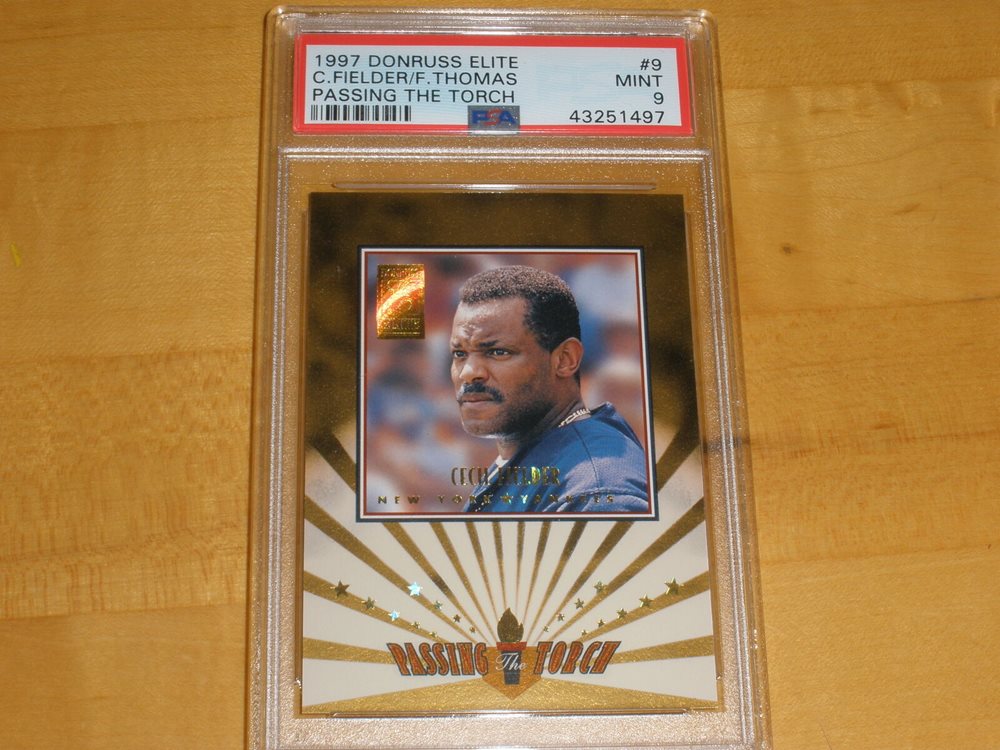 1997 DONRUSS ELITE #9
C.FIELDER/F.THOMAS MINT
PASSING THE TORCH 9
PSA 43251497
CECIL FIELDER
NEW YORK★YANKEES
PASSING The TORCH